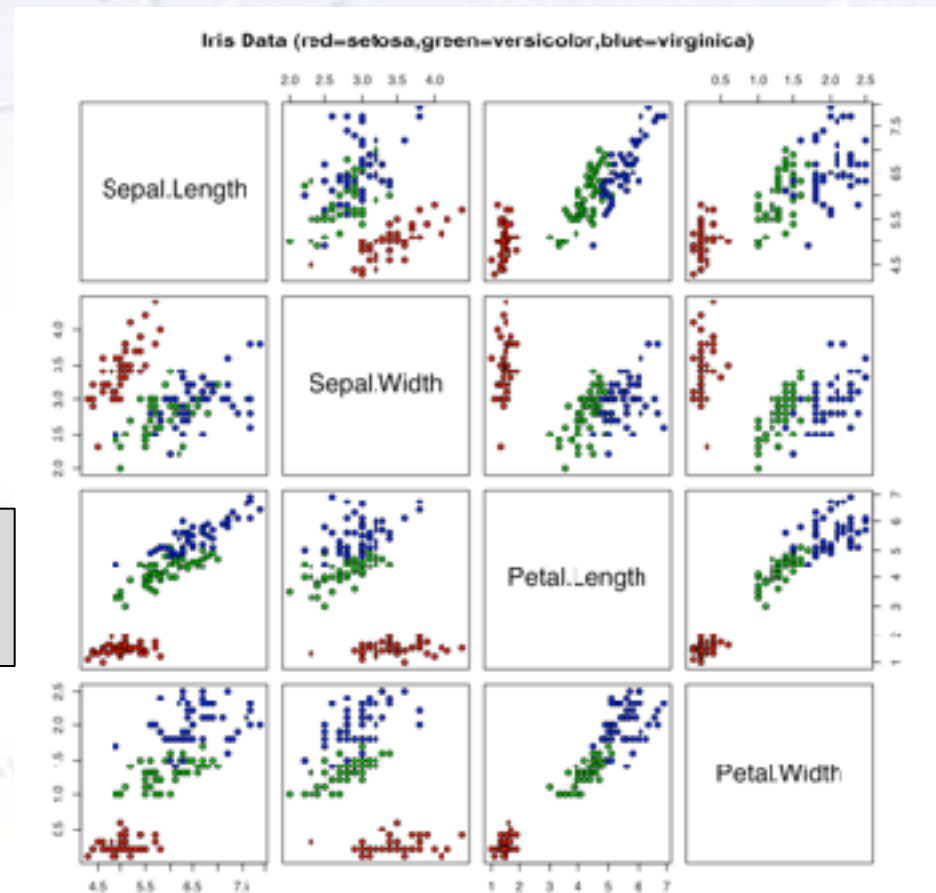 Iris Data (red=setosa,green=versicolor,blue=virginica)
2.0 2.5 3.0 3.5 4.0
0.5 1.0 1.5 2.0 2.5
Sepal.Length
4.5 5.5 6.5 7.5
2.0 2.5 3.0 3.5 4.0
Sepal.Width
Petal.Length
1 2 3 4 5 6 7
0.5 1.0 1.5 2.0 2.5
Petal.Width
4.5 5.5 6.5 7.5
1 2 3 4 5 6 7